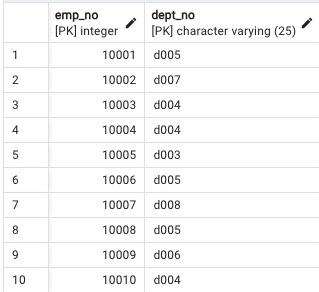 emp_no dept_no
[PK] integer [PK] character varying (25)
1 10001 d005
2 10002 d007
3 10003 d004
4 10004 d004
5 10005 d003
6 10006 d005
7 10007 d008
8 10008 d005
9 10009 d006
10 10010 d004